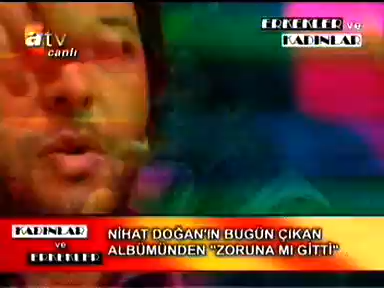 atv
canlı
ERKEKLER ve
KADINLAR
KADINLAR
ve
ERKEKLER
NİHAT DOĞAN'IN BUGÜN ÇIKAN
ALBÜMÜNDEN "ZORUNA MI GİTTİ"